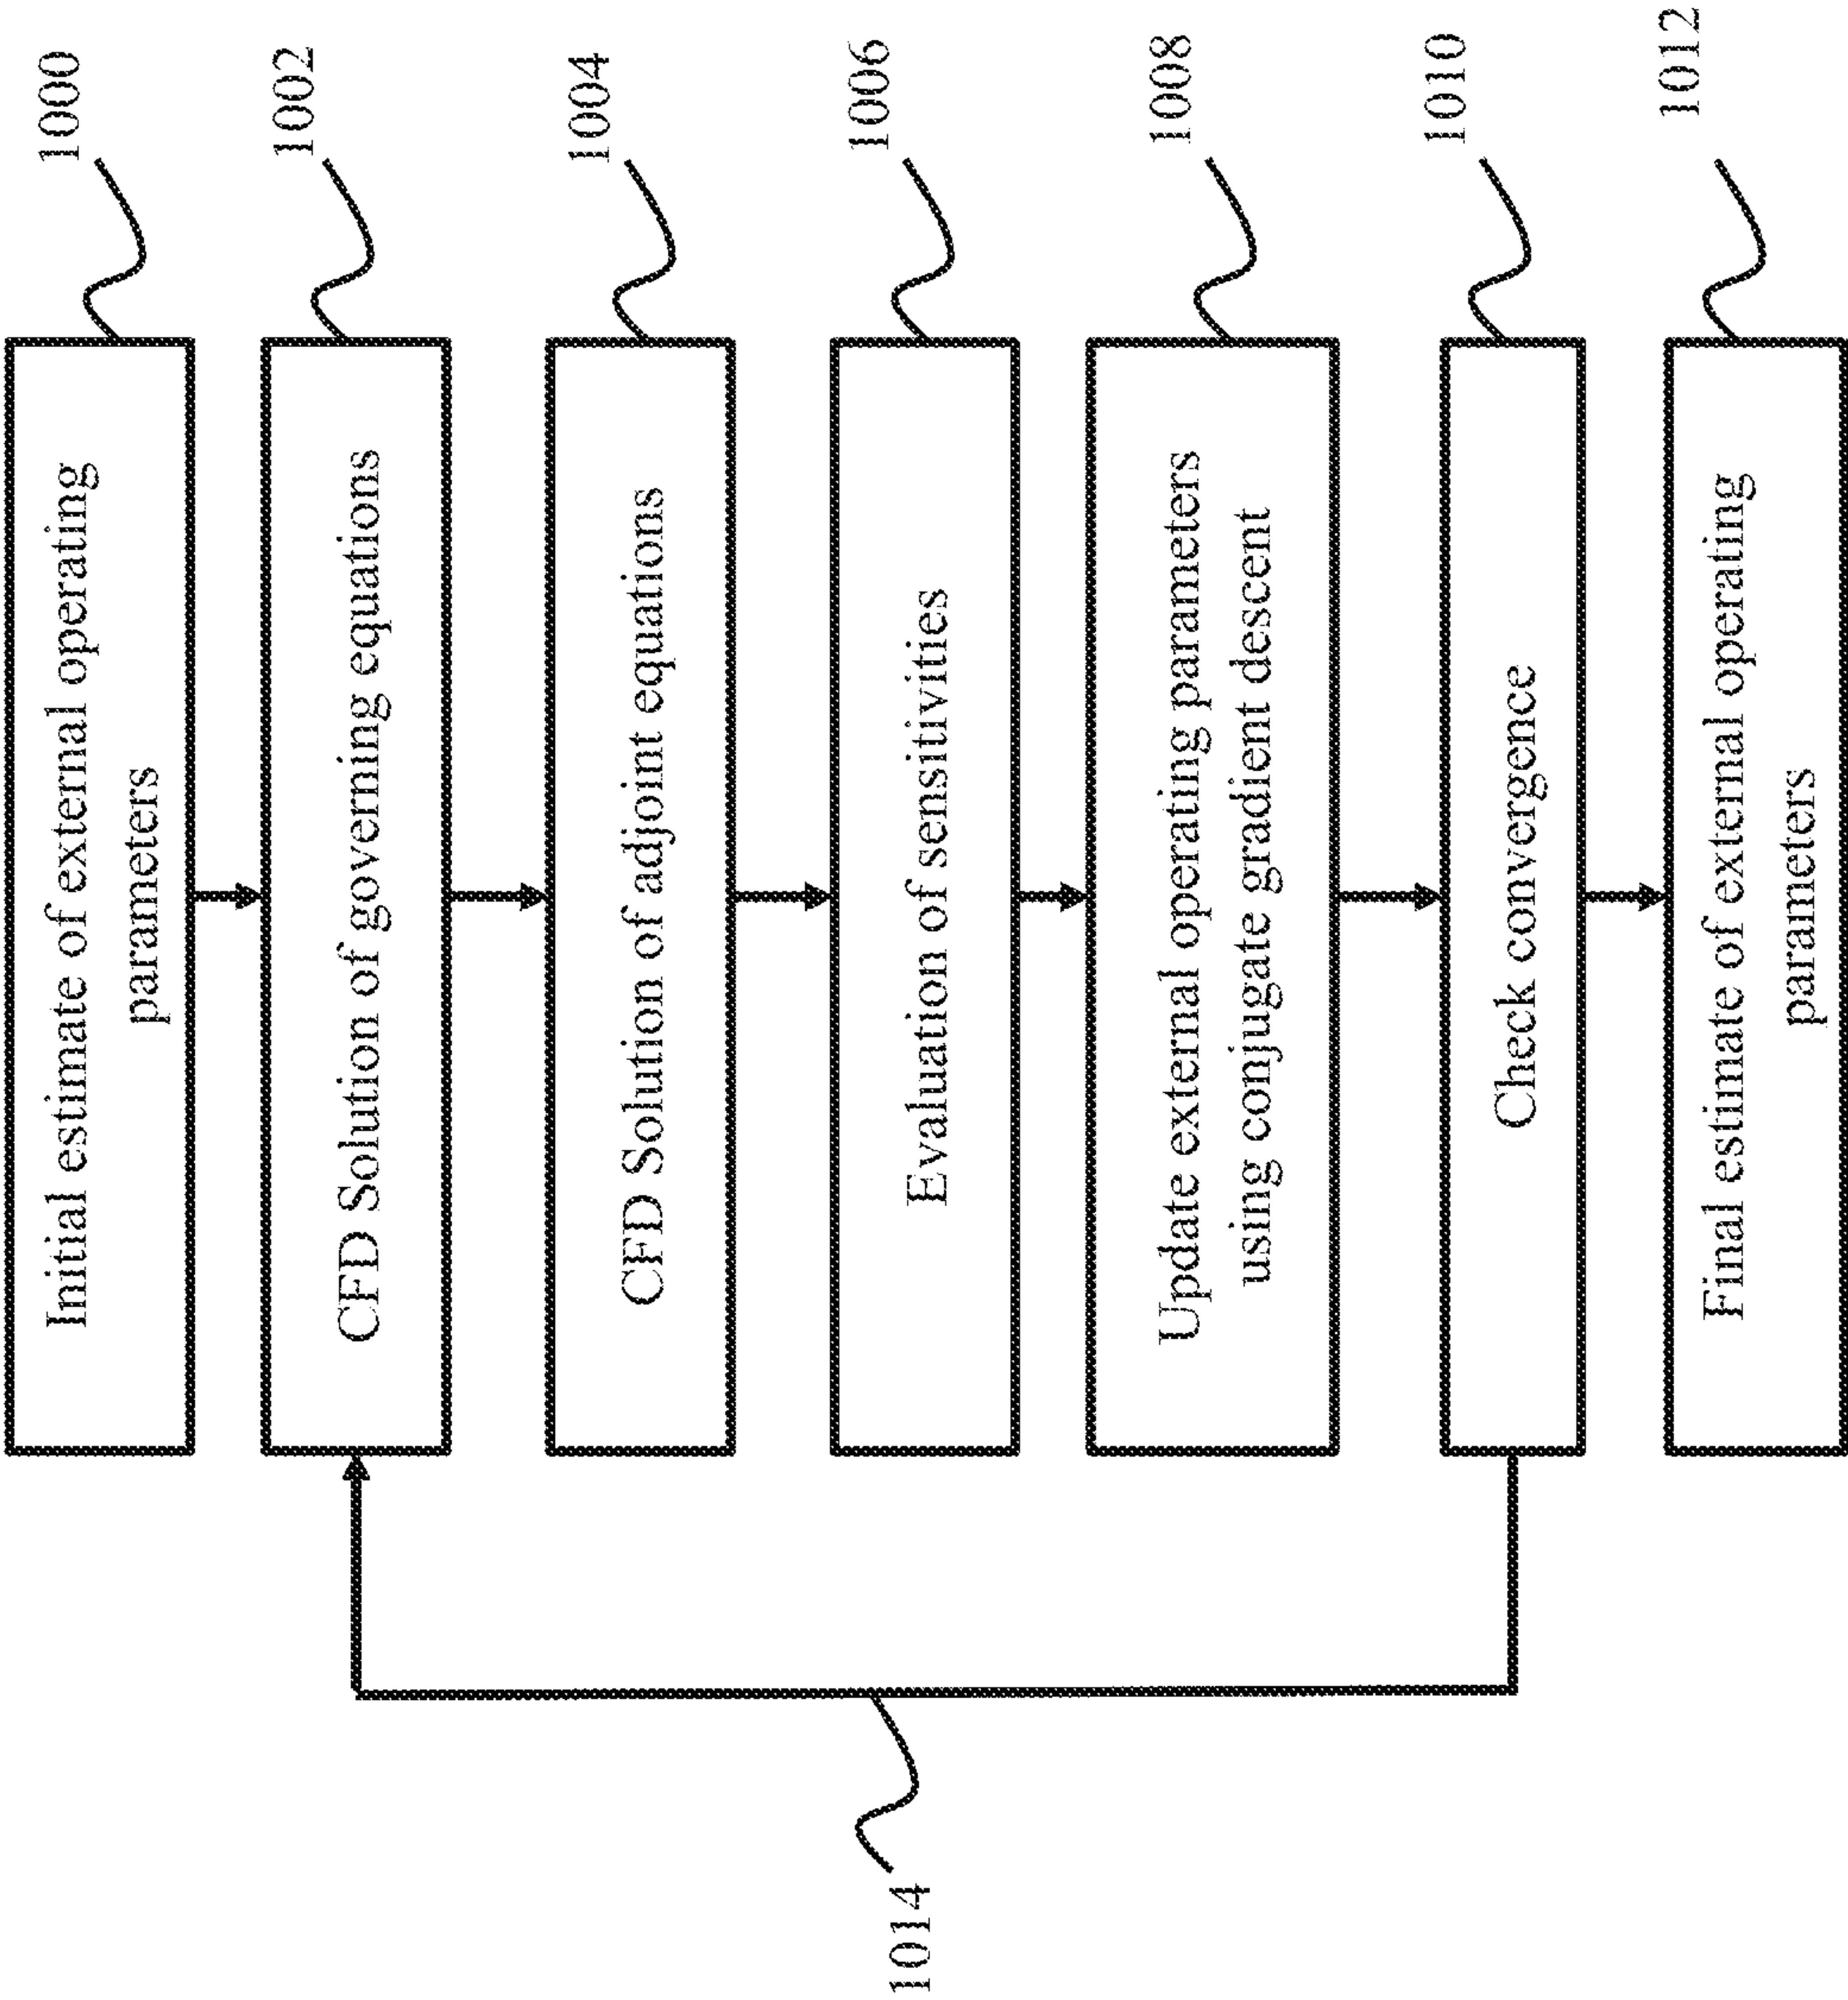 Initial estimate of external operating
parameters
1000
CFD Solution of governing equations
1002
CFD Solution of adjoint equations
1004
Evaluation of sensitivities
1006
Update external operating parameters
using conjugate gradient descent
1008
Check convergence
1010
Final estimate of external operating
parameters
1012
1014